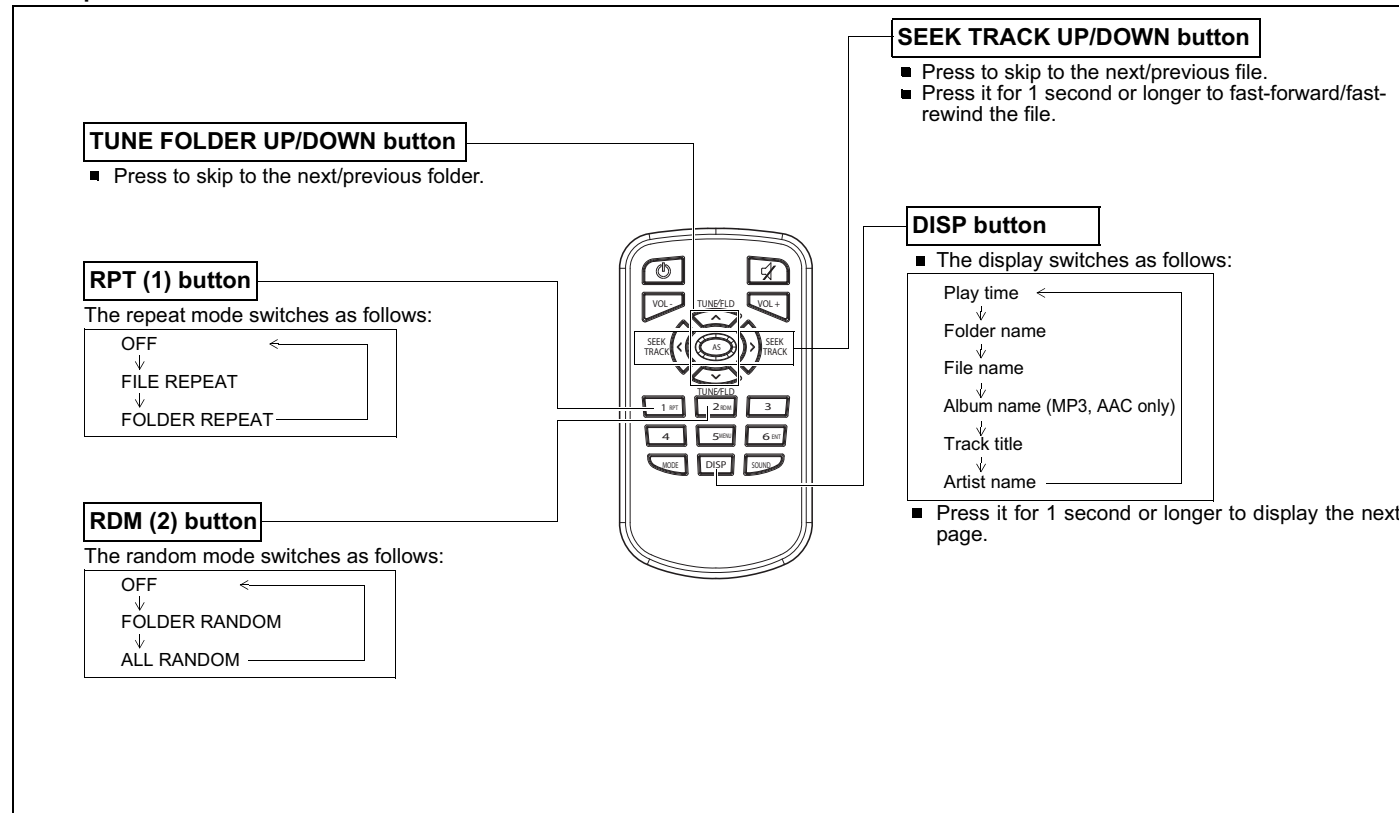 SEEK TRACK UP/DOWN button
■ Press to skip to the next/previous file.
■ Press it for 1 second or longer to fast-forward/fast-
rewind the file.
TUNE FOLDER UP/DOWN button
■ Press to skip to the next/previous folder.
DISP button
■ The display switches as follows:
Play time
Folder name
File name
Album name (MP3, AAC only)
Track title
Artist name
■ Press it for 1 second or longer to display the next
page.
RPT (1) button
The repeat mode switches as follows:
OFF
FILE REPEAT
FOLDER REPEAT
RDM (2) button
The random mode switches as follows:
OFF
FOLDER RANDOM
ALL RANDOM
VOL -
TUNE/FLD
VOL +
SEEK
TRACK
AS
SEEK
TRACK
TUNE/FLD
1 RPT
2 RDM
3
4
5 MENU
6 ENT
MODE
DISP
SOUND